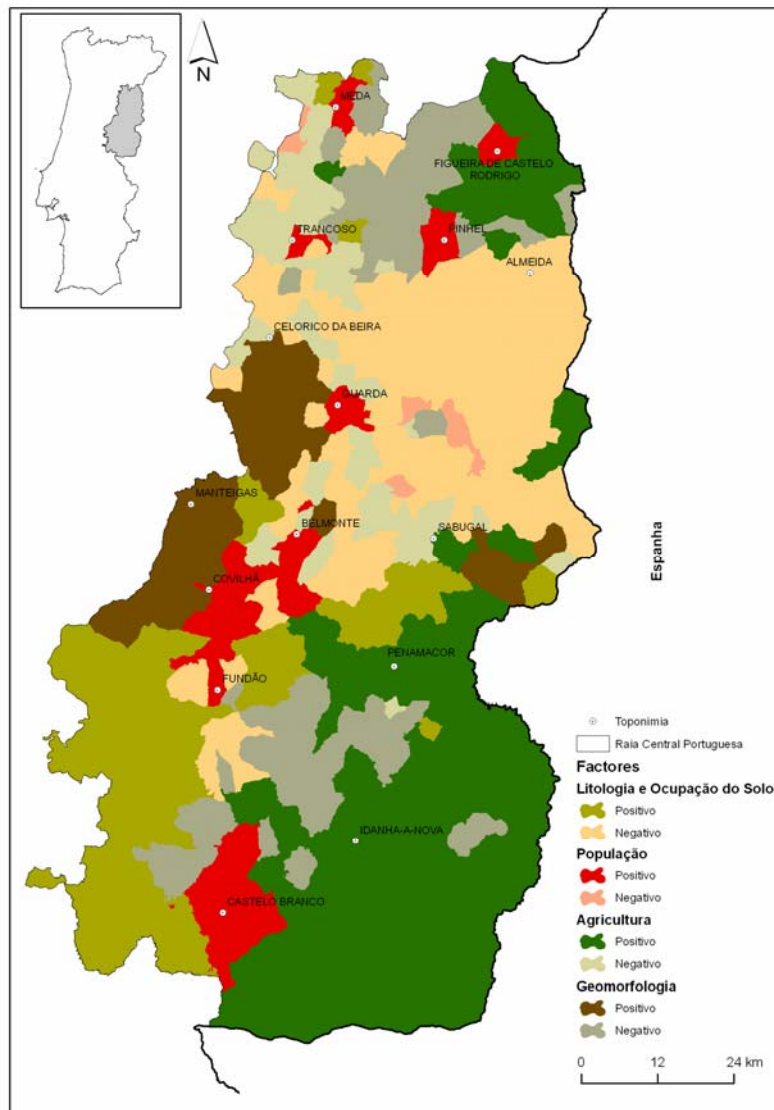 N
MÊDA
FIGUEIRA DE CASTELO
RODRIGO
TRANCOSO
PINHEL
ALMEIDA
CELORICO DA BEIRA
GUARDA
MANTEIGAS
BELMONTE
SABUGAL
COVILHÃ
Espanha
PENAMACOR
FUNDÃO
IDANHA-A-NOVA
CASTELO BRANCO
Toponimia
Raia Central Portuguesa
Factores
Litologia e Ocupação do Solo
Positivo
Negativo
População
Positivo
Negativo
Agricultura
Positivo
Negativo
Geomorfologia
Positivo
Negativo
0 12 24 km